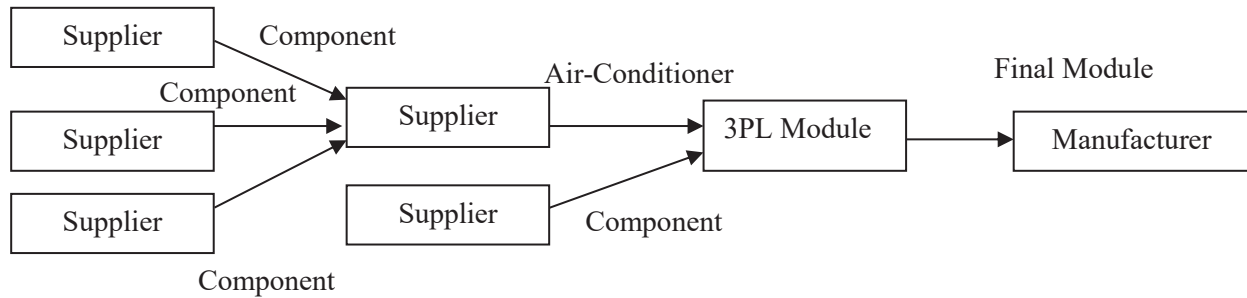 Supplier
Component
Component
Supplier
Supplier
Component
Air-Conditioner
Supplier
Supplier
Component
3PL Module
Final Module
Manufacturer